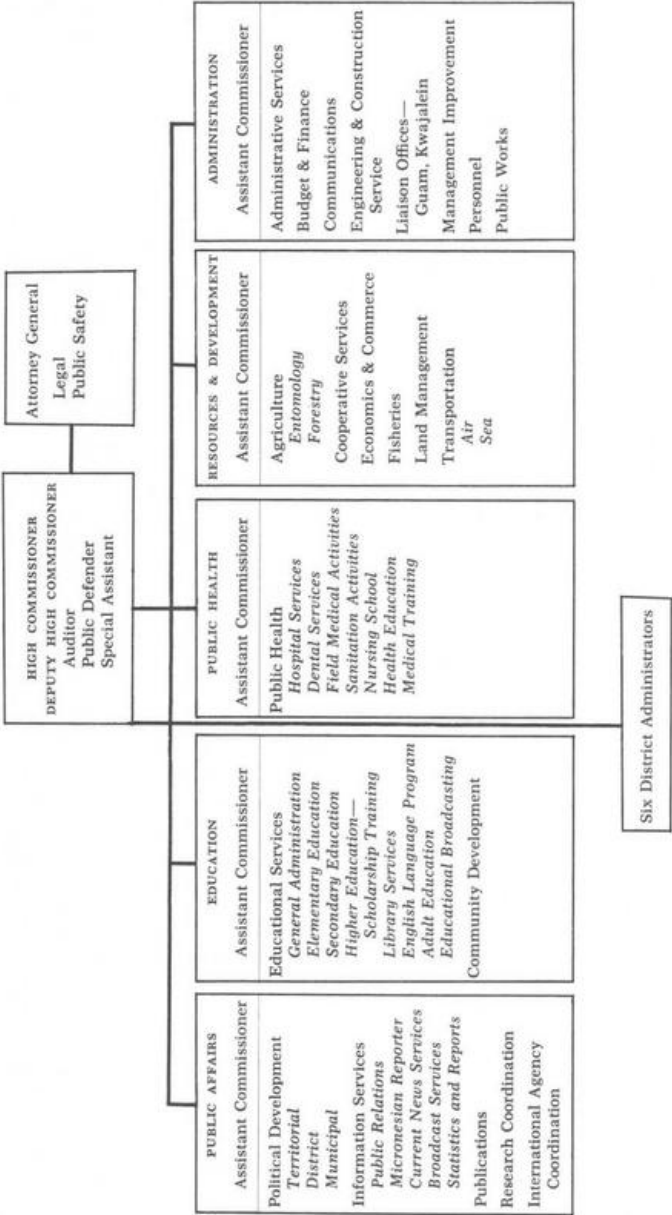 HIGH COMMISSIONER
DEPUTY HIGH COMMISSIONER
Auditor
Public Defender
Special Assistant
Attorney General
Legal
Public Safety
PUBLIC AFFAIRS
Assistant Commissioner
Political Development
Territorial
District
Municipal
Information Services
Public Relations
Micronesian Reporter
Current News Services
Broadcast Services
Statistics and Reports
Publications
Research Coordination
International Agency
Coordination
EDUCATION
Assistant Commissioner
Educational Services
General Administration
Elementary Education
Secondary Education
Higher Education—
Scholarship Training
Library Services
English Language Program
Adult Education
Educational Broadcasting
Community Development
PUBLIC HEALTH
Assistant Commissioner
Public Health
Hospital Services
Dental Services
Field Medical Activities
Sanitation Activities
Nursing School
Health Education
Medical Training
RESOURCES & DEVELOPMENT
Assistant Commissioner
Agriculture
Entomology
Forestry
Cooperative Services
Economics & Commerce
Fisheries
Land Management
Transportation
Air
Sea
ADMINISTRATION
Assistant Commissioner
Administrative Services
Budget & Finance
Communications
Engineering & Construction
Service
Liaison Offices—
Guam, Kwajalein
Management Improvement
Personnel
Public Works
Six District Administrators